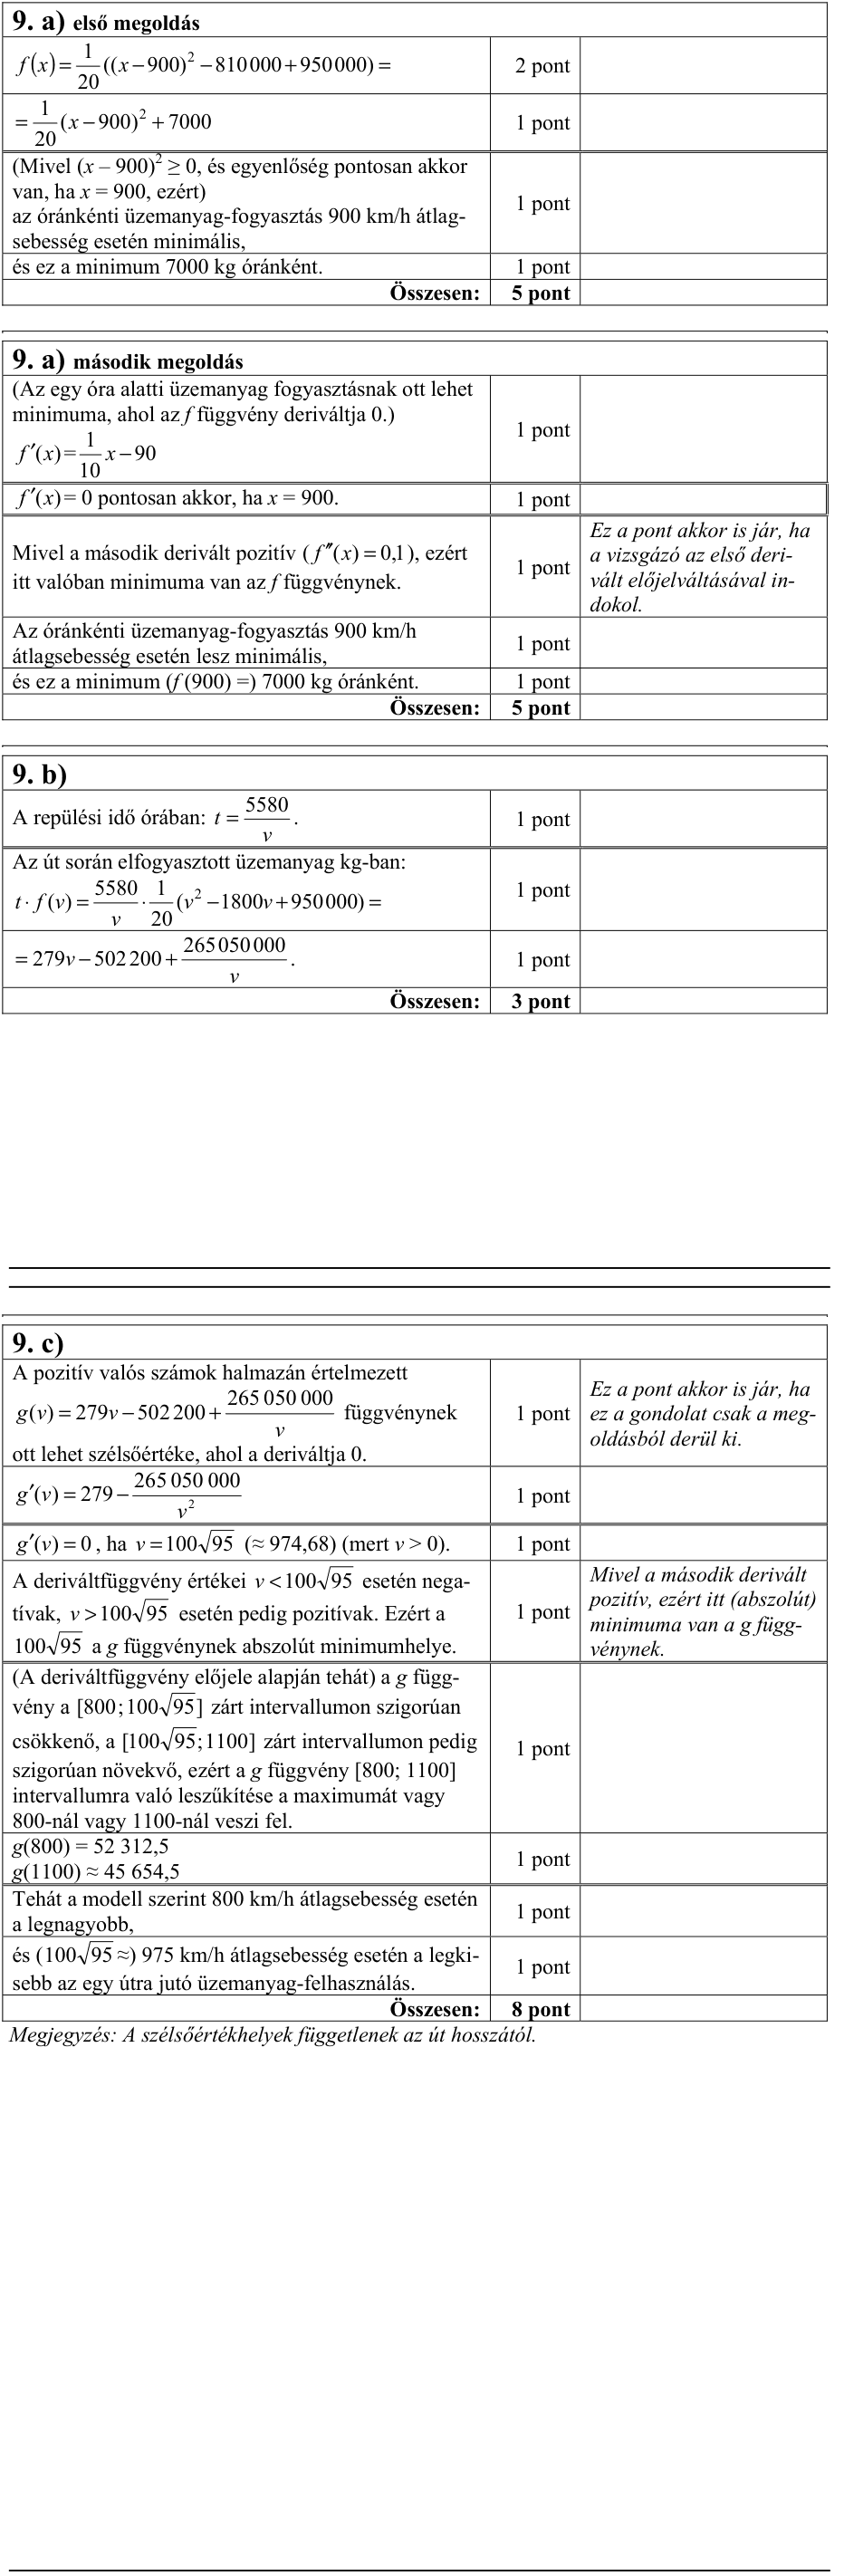 9. a) első megoldás
f(x) = 1/20 ((x − 900)² − 810 000 + 950 000) =
2 pont
= 1/20 (x − 900)² + 7000
1 pont
(Mivel (x – 900)² ≥ 0, és egyenlőség pontosan akkor
van, ha x = 900, ezért)
az óránkénti üzemanyag-fogyasztás 900 km/h átlag-
sebesség esetén minimális,
1 pont
és ez a minimum 7000 kg óránként.
1 pont
Összesen:
5 pont
9. a) második megoldás
(Az egy óra alatti üzemanyag fogyasztásnak ott lehet
minimuma, ahol az f függvény deriváltja 0.)
f′(x) = 1/10 x − 90
1 pont
f′(x) = 0 pontosan akkor, ha x = 900.
1 pont
Mivel a második derivált pozitív ( f″(x) = 0,1 ), ezért
itt valóban minimuma van az f függvénynek.
1 pont
Ez a pont akkor is jár, ha
a vizsgázó az első deri-
vált előjelváltásával in-
dokol.
Az óránkénti üzemanyag-fogyasztás 900 km/h
átlagsebesség esetén lesz minimális,
1 pont
és ez a minimum (f (900) =) 7000 kg óránként.
1 pont
Összesen:
5 pont
9. b)
A repülési idő órában: t = 5580/v .
1 pont
Az út során elfogyasztott üzemanyag kg-ban:
t · f(v) = 5580/v · 1/20 (v² − 1800v + 950 000) =
1 pont
= 279v − 502 200 + 265 050 000/v .
1 pont
Összesen:
3 pont
9. c)
A pozitív valós számok halmazán értelmezett
g(v) = 279v − 502 200 + 265 050 000/v függvénynek
ott lehet szélsőértéke, ahol a deriváltja 0.
1 pont
Ez a pont akkor is jár, ha
ez a gondolat csak a meg-
oldásból derül ki.
g′(v) = 279 − 265 050 000/v²
1 pont
g′(v) = 0 , ha v = 100√95 (≈ 974,68) (mert v > 0).
1 pont
A deriváltfüggvény értékei v < 100√95 esetén nega-
tívak, v > 100√95 esetén pedig pozitívak. Ezért a
100√95 a g függvénynek abszolút minimumhelye.
1 pont
Mivel a második derivált
pozitív, ezért itt (abszolút)
minimuma van a g függ-
vénynek.
(A deriváltfüggvény előjele alapján tehát) a g függ-
vény a [800 ; 100√95] zárt intervallumon szigorúan
csökkenő, a [100√95; 1100] zárt intervallumon pedig
szigorúan növekvő, ezért a g függvény [800; 1100]
intervallumra való leszűkítése a maximumát vagy
800-nál vagy 1100-nál veszi fel.
1 pont
g(800) = 52 312,5
g(1100) ≈ 45 654,5
1 pont
Tehát a modell szerint 800 km/h átlagsebesség esetén
a legnagyobb,
1 pont
és (100√95 ≈) 975 km/h átlagsebesség esetén a legki-
sebb az egy útra jutó üzemanyag-felhasználás.
1 pont
Összesen:
8 pont
Megjegyzés: A szélsőértékhelyek függetlenek az út hosszától.